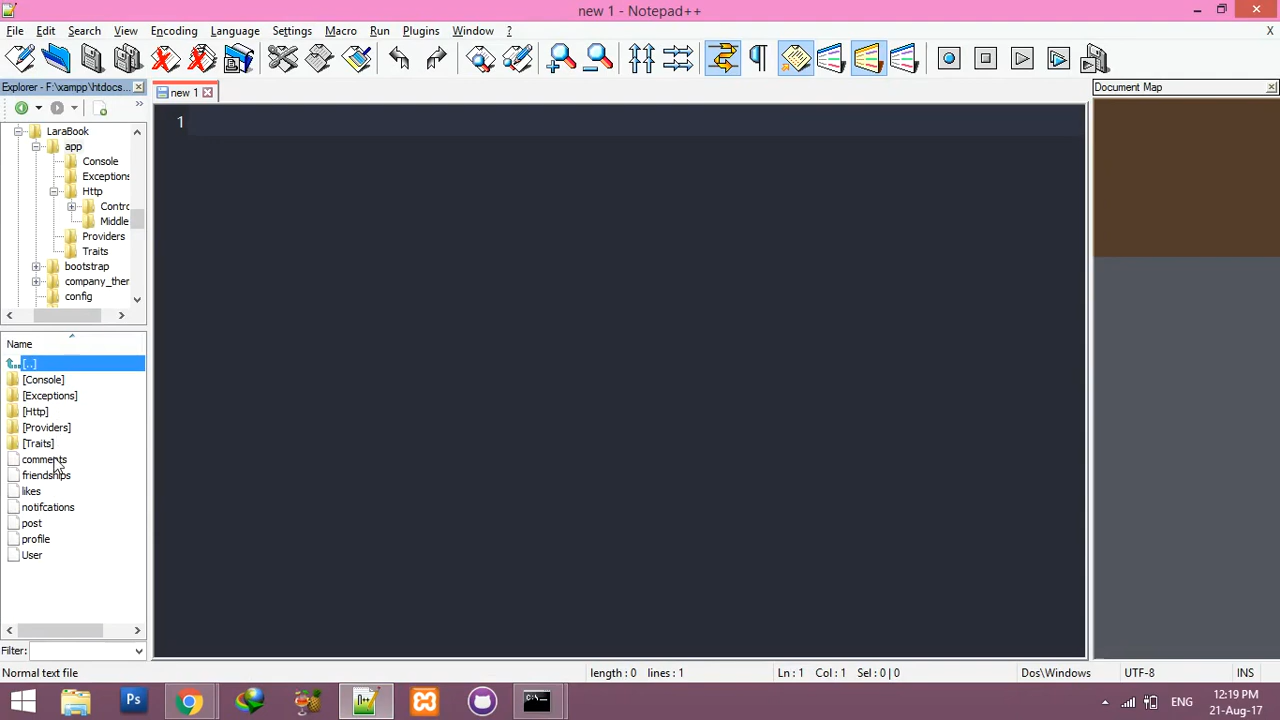 new 1 - Notepad++
File Edit Search View Encoding Language Settings Macro Run Plugins Window ? X
Explorer - F:\xampp\htdocs...
new 1
Document Map
LaraBook
app
Console
Exceptions
Http
Contro
Middle
Providers
Traits
bootstrap
company_ther
config
1
Name
[..]
[Console]
[Exceptions]
[Http]
[Providers]
[Traits]
comments
friendships
likes
notifcations
post
profile
User
Filter:
Normal text file
length : 0 lines : 1
Ln : 1 Col : 1 Sel : 0 | 0
Dos\Windows
UTF-8
INS
Ps
N++
C:\_
ENG
12:19 PM
21-Aug-17